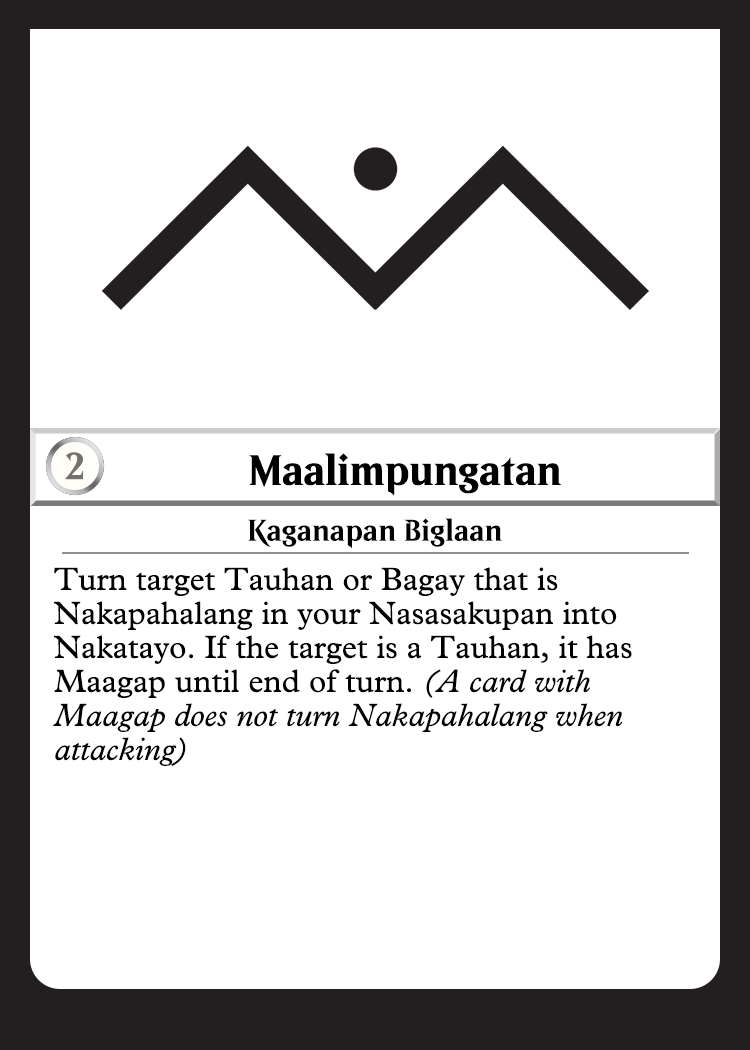 2
Maalimpungatan
Kaganapan Biglaan
Turn target Tauhan or Bagay that is
Nakapahalang in your Nasasakupan into
Nakatayo. If the target is a Tauhan, it has
Maagap until end of turn. (A card with
Maagap does not turn Nakapahalang when
attacking)